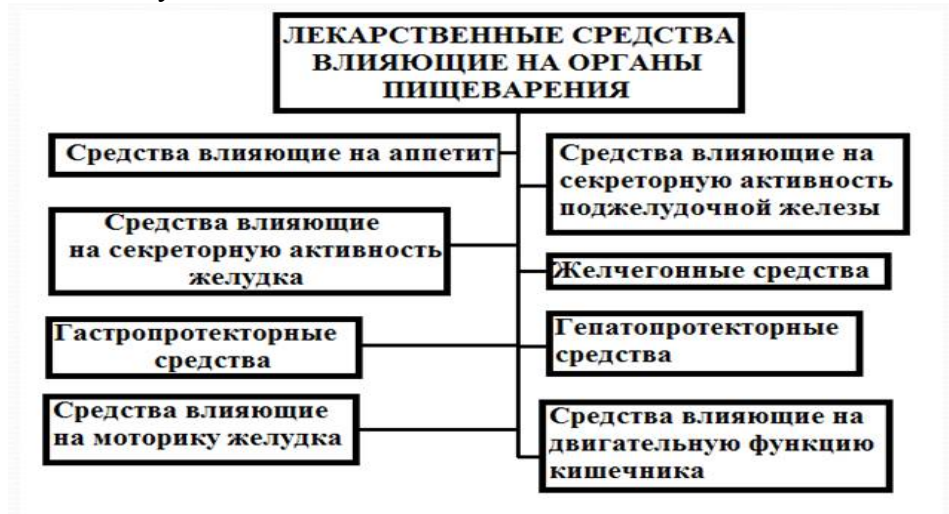 ЛЕКАРСТВЕННЫЕ СРЕДСТВА
ВЛИЯЮЩИЕ НА ОРГАНЫ
ПИЩЕВАРЕНИЯ
Средства влияющие на аппетит
Средства влияющие
на секреторную активность
желудка
Гастропротекторные
средства
Средства влияющие
на моторику желудка
Средства влияющие на
секреторную активность
поджелудочной железы
Желчегонные средства
Гепатопротекторные
средства
Средства влияющие на
двигательную функцию
кишечника